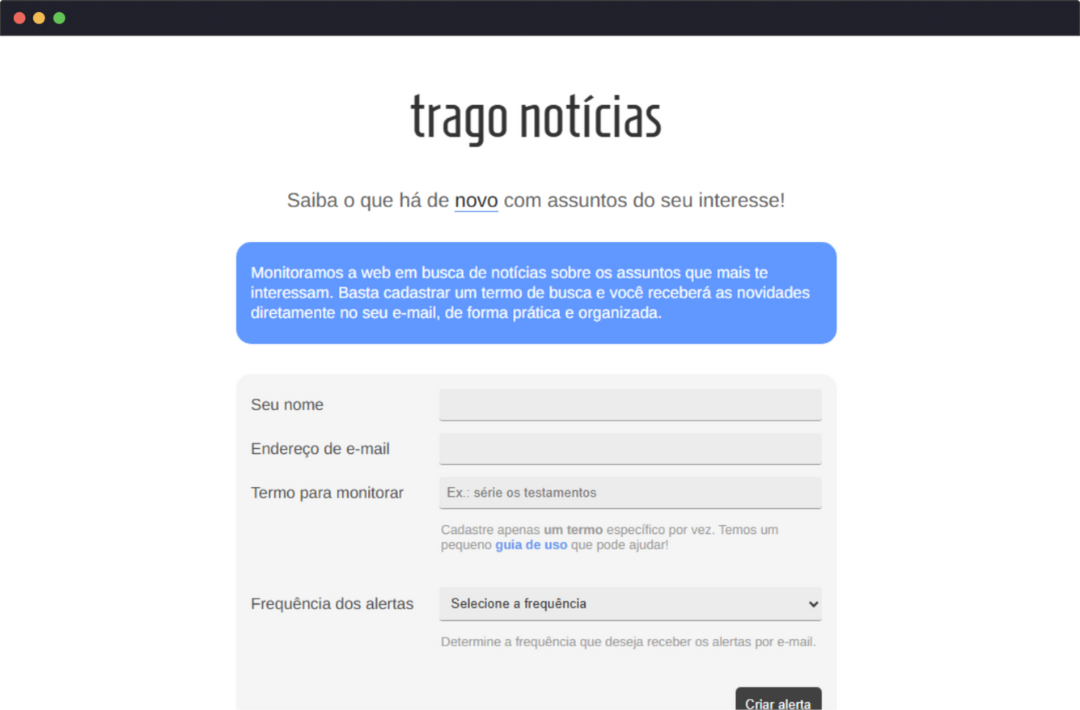 trago notícias
Saiba o que há de novo com assuntos do seu interesse!
Monitoramos a web em busca de notícias sobre os assuntos que mais te
interessam. Basta cadastrar um termo de busca e você receberá as novidades
diretamente no seu e-mail, de forma prática e organizada.
Seu nome
Endereço de e-mail
Termo para monitorar
Ex.: série os testamentos
Cadastre apenas um termo específico por vez. Temos um
pequeno guia de uso que pode ajudar!
Frequência dos alertas
Selecione a frequência
Determine a frequência que deseja receber os alertas por e-mail.
Criar alerta